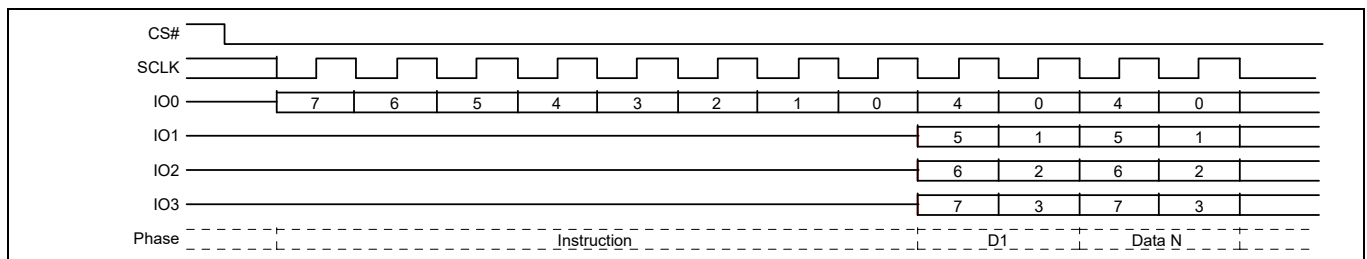 CS#
SCLK
IO0 7 6 5 4 3 2 1 0 4 0 4 0
IO1 5 1 5 1
IO2 6 2 6 2
IO3 7 3 7 3
Phase Instruction D1 Data N